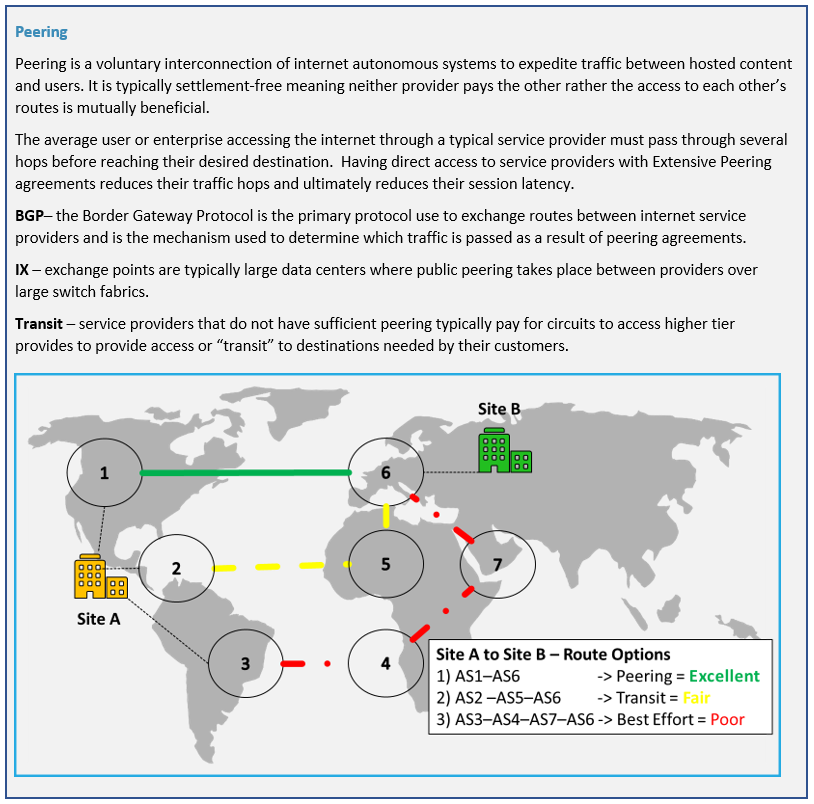 Peering
Peering is a voluntary interconnection of internet autonomous systems to expedite traffic between hosted content
and users. It is typically settlement-free meaning neither provider pays the other rather the access to each other’s
routes is mutually beneficial.
The average user or enterprise accessing the internet through a typical service provider must pass through several
hops before reaching their desired destination.  Having direct access to service providers with Extensive Peering
agreements reduces their traffic hops and ultimately reduces their session latency.
BGP– the Border Gateway Protocol is the primary protocol use to exchange routes between internet service
providers and is the mechanism used to determine which traffic is passed as a result of peering agreements.
IX – exchange points are typically large data centers where public peering takes place between providers over
large switch fabrics.
Transit – service providers that do not have sufficient peering typically pay for circuits to access higher tier
provides to provide access or “transit” to destinations needed by their customers.
Site B
1
6
2
5
7
Site A
3
4
Site A to Site B – Route Options
1) AS1–AS6 -> Peering = Excellent
2) AS2 –AS5–AS6 -> Transit = Fair
3) AS3–AS4–AS7–AS6 -> Best Effort = Poor